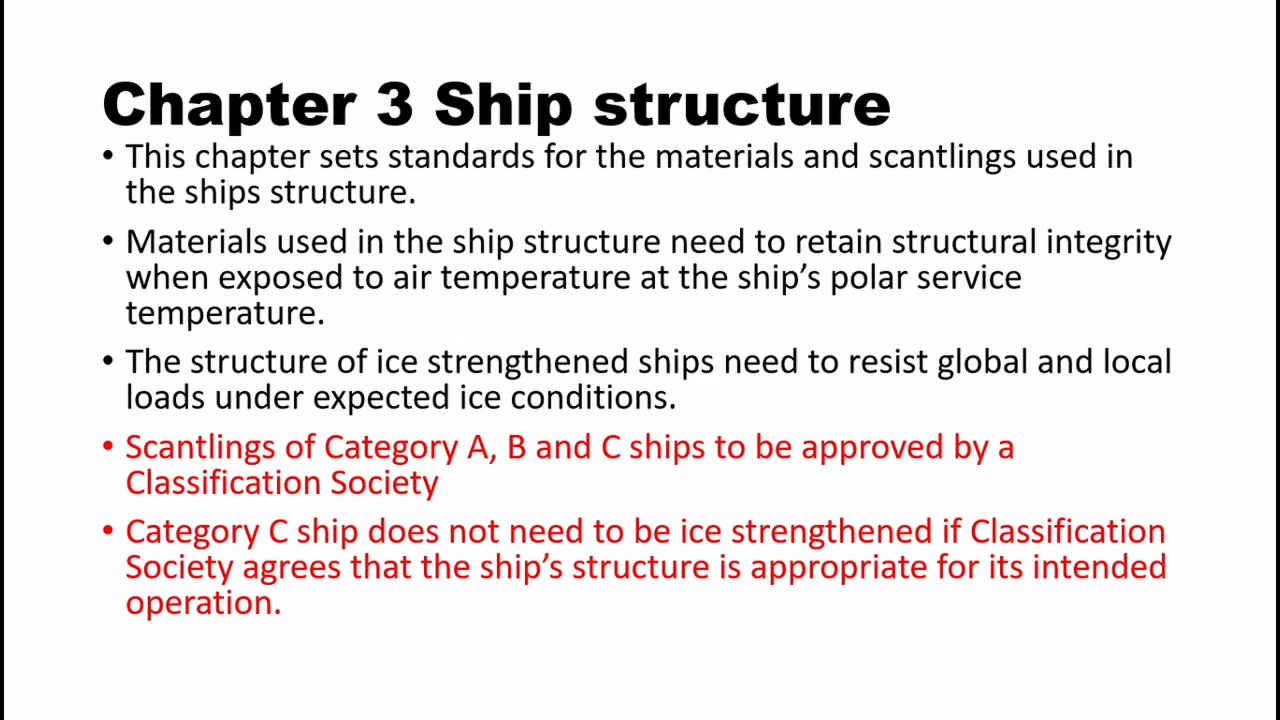 Chapter 3 Ship structure
• This chapter sets standards for the materials and scantlings used in
the ships structure.
• Materials used in the ship structure need to retain structural integrity
when exposed to air temperature at the ship’s polar service
temperature.
• The structure of ice strengthened ships need to resist global and local
loads under expected ice conditions.
• Scantlings of Category A, B and C ships to be approved by a
Classification Society
• Category C ship does not need to be ice strengthened if Classification
Society agrees that the ship’s structure is appropriate for its intended
operation.